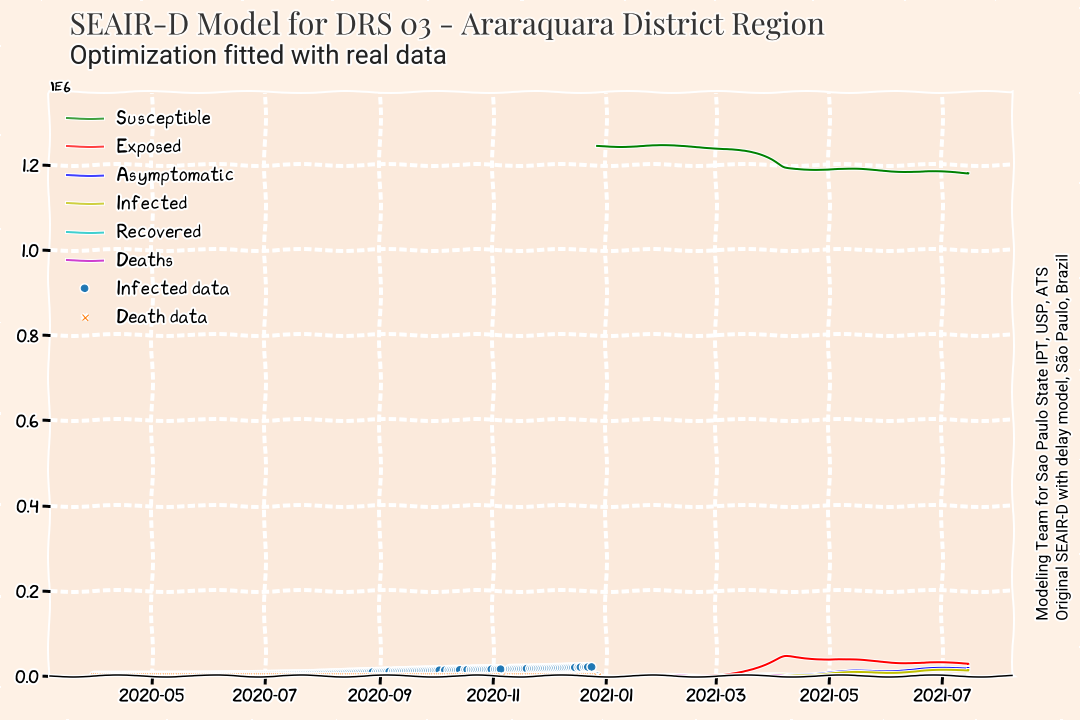 SEAIR-D Model for DRS 03 - Araraquara District Region
Optimization fitted with real data
1E6
Susceptible
Exposed
Asymptomatic
Infected
Recovered
Deaths
Infected data
Death data
1.2
1.0
0.8
0.6
0.4
0.2
0.0
2020-05
2020-07
2020-09
2020-11
2021-01
2021-03
2021-05
2021-07
Modeling Team for Sao Paulo State IPT, USP, ATS
Original SEAIR-D with delay model, São Paulo, Brazil